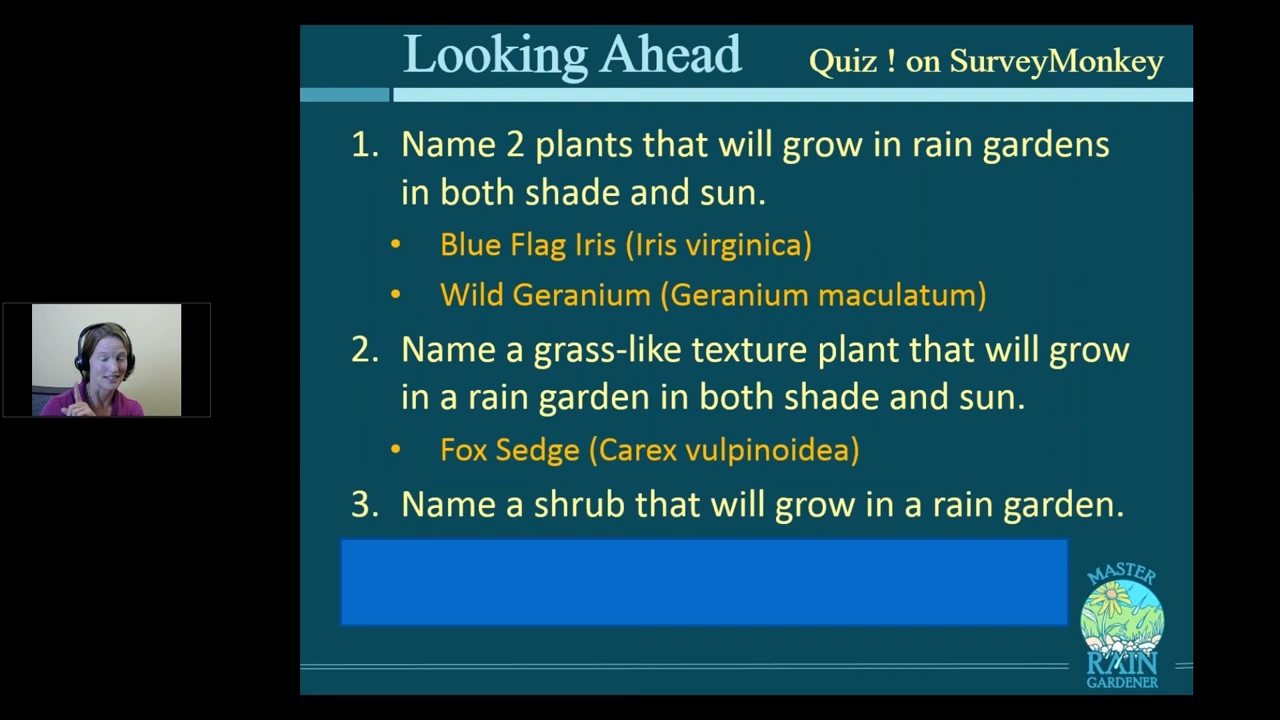 Looking Ahead
Quiz ! on SurveyMonkey
1. Name 2 plants that will grow in rain gardens
in both shade and sun.
• Blue Flag Iris (Iris virginica)
• Wild Geranium (Geranium maculatum)
2. Name a grass-like texture plant that will grow
in a rain garden in both shade and sun.
• Fox Sedge (Carex vulpinoidea)
3. Name a shrub that will grow in a rain garden.
MASTER
RAIN
GARDENER